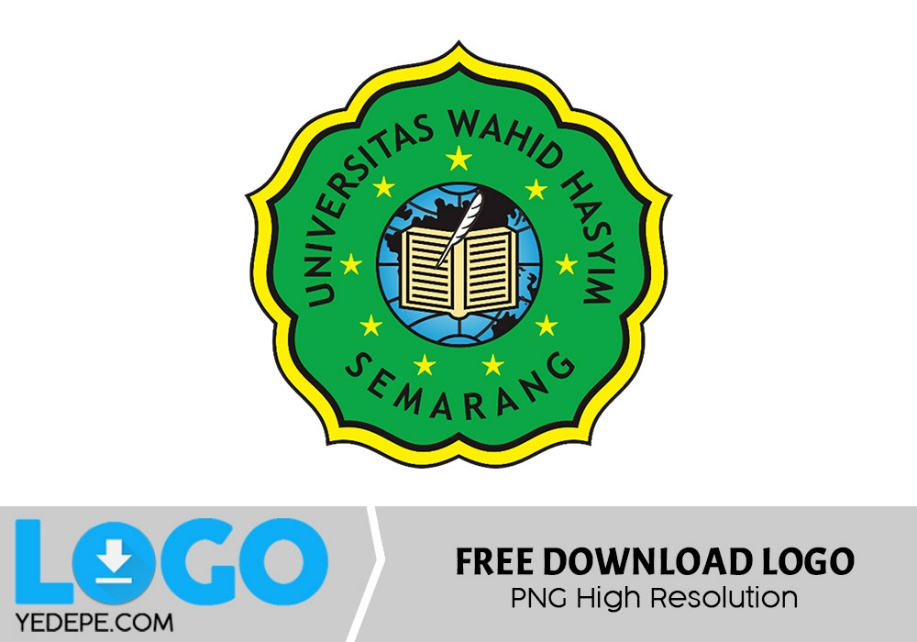 UNIVERSITAS WAHID HASYIM
SEMARANG
LOGO
YEDEPE.COM
FREE DOWNLOAD LOGO
PNG High Resolution